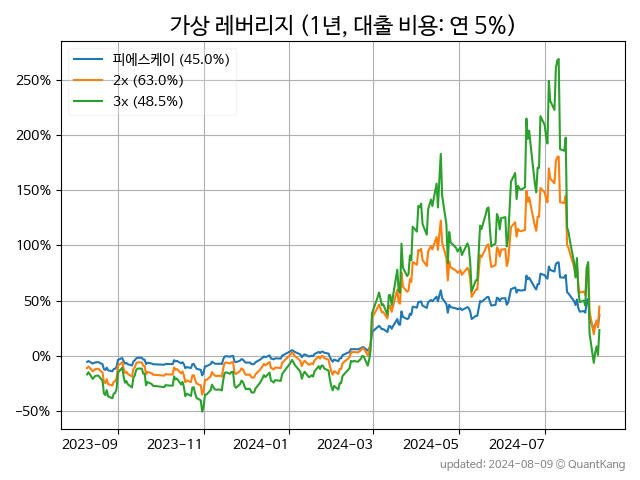 가상 레버리지 (1년, 대출 비용: 연 5%)
피에스케이 (45.0%)
2x (63.0%)
3x (48.5%)
250%
200%
150%
100%
50%
0%
−50%
2023-09
2023-11
2024-01
2024-03
2024-05
2024-07
updated: 2024-08-09 © QuantKang